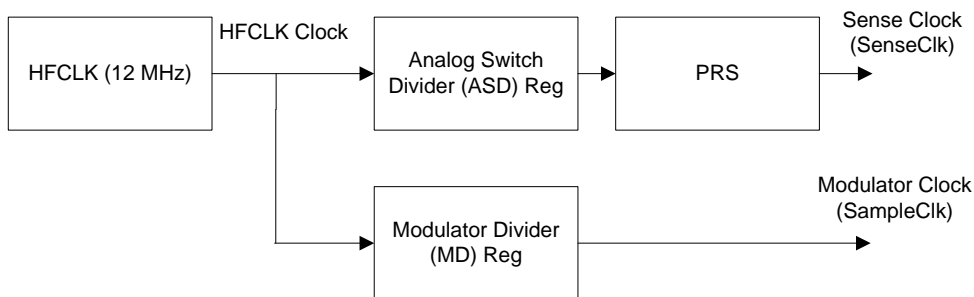 HFCLK (12 MHz)
HFCLK Clock
Analog Switch
Divider (ASD) Reg
PRS
Sense Clock
(SenseClk)
Modulator Divider
(MD) Reg
Modulator Clock
(SampleClk)